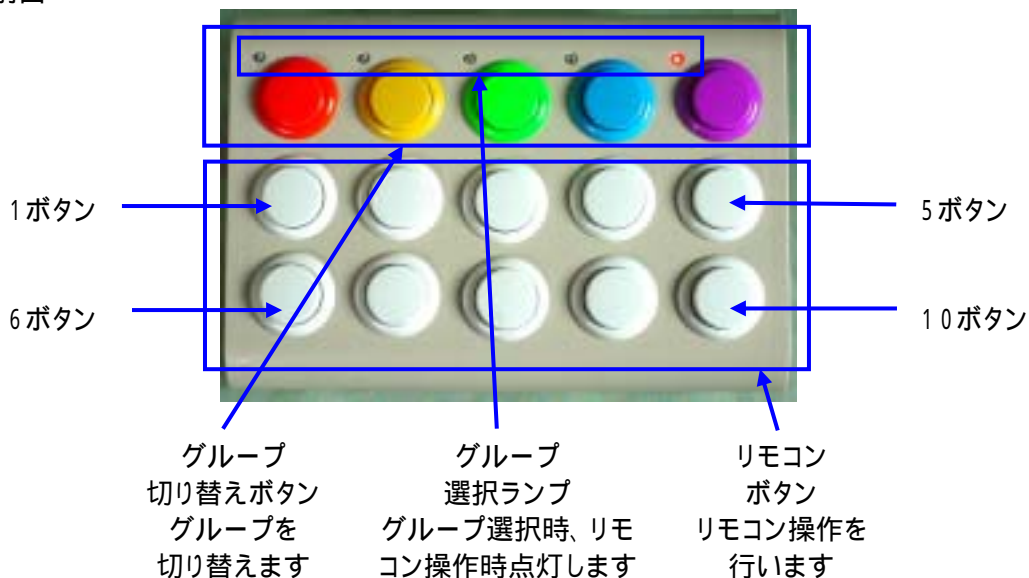 1ボタン
5ボタン
6ボタン
10ボタン
グループ
切り替えボタン
グループを
切り替えます
グループ
選択ランプ
グループ選択時、リモ
コン操作時点灯します
リモコン
ボタン
リモコン操作を
行います